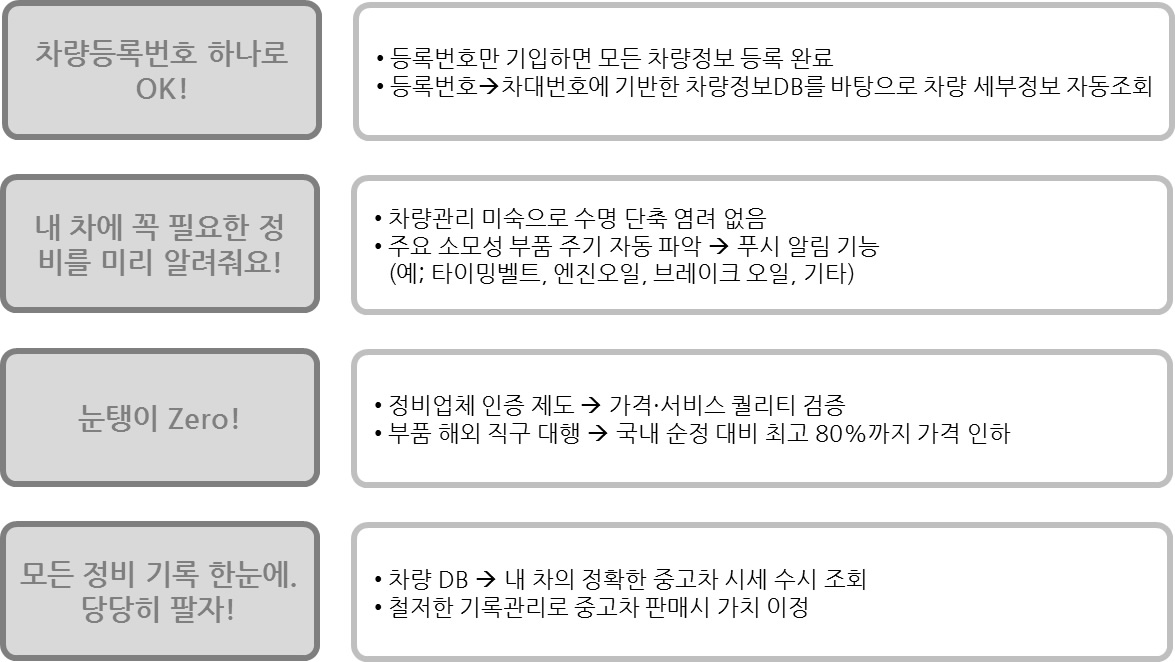 차량등록번호 하나로
OK!
• 등록번호만 기입하면 모든 차량정보 등록 완료
• 등록번호→차대번호에 기반한 차량정보DB를 바탕으로 차량 세부정보 자동조회
내 차에 꼭 필요한 정
비를 미리 알려줘요!
• 차량관리 미숙으로 수명 단축 염려 없음
• 주요 소모성 부품 주기 자동 파악 → 푸시 알림 기능
(예; 타이밍벨트, 엔진오일, 브레이크 오일, 기타)
눈탱이 Zero!
• 정비업체 인증 제도 → 가격·서비스 퀄리티 검증
• 부품 해외 직구 대행 → 국내 순정 대비 최고 80%까지 가격 인하
모든 정비 기록 한눈에.
당당히 팔자!
• 차량 DB → 내 차의 정확한 중고차 시세 수시 조회
• 철저한 기록관리로 중고차 판매시 가치 이정